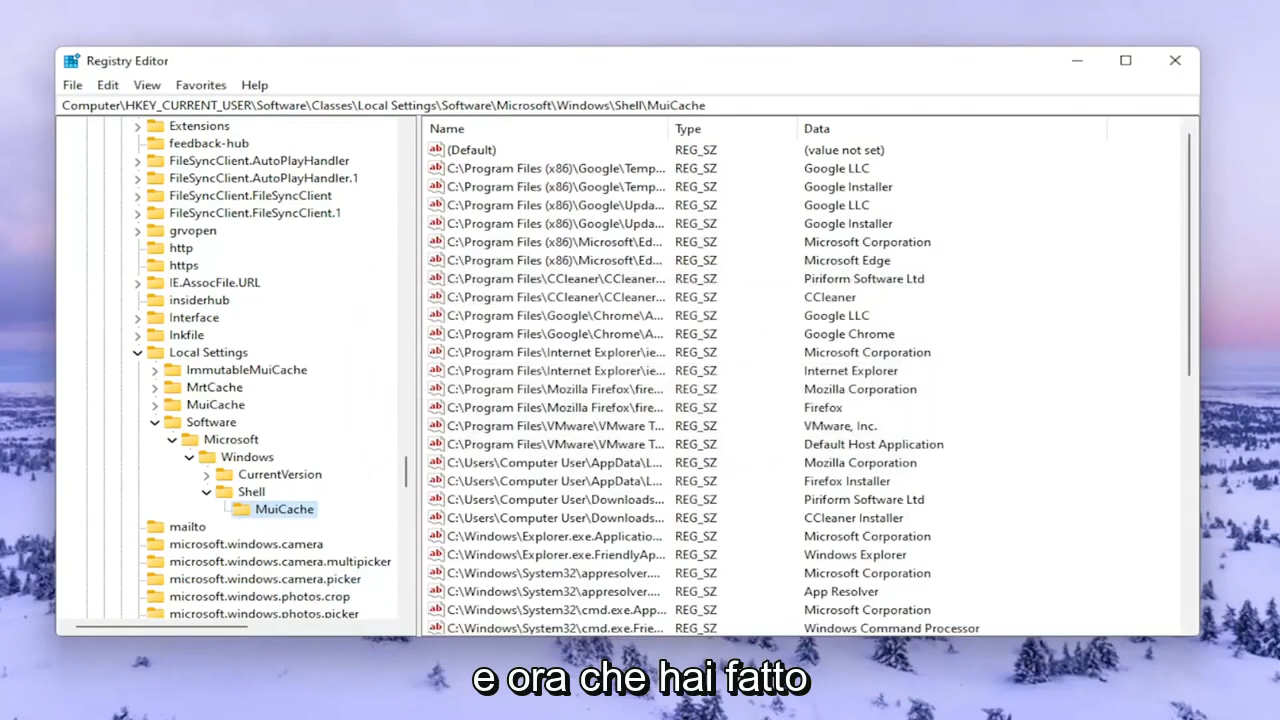 Registry Editor
File Edit View Favorites Help
Computer\HKEY_CURRENT_USER\Software\Classes\Local Settings\Software\Microsoft\Windows\Shell\MuiCache
Extensions
feedback-hub
FileSyncClient.AutoPlayHandler
FileSyncClient.AutoPlayHandler.1
FileSyncClient.FileSyncClient
FileSyncClient.FileSyncClient.1
grvopen
http
https
IE.AssocFile.URL
insiderhub
Interface
lnkfile
Local Settings
ImmutableMuiCache
MrtCache
MuiCache
Software
Microsoft
Windows
CurrentVersion
Shell
MuiCache
mailto
microsoft.windows.camera
microsoft.windows.camera.multipicker
microsoft.windows.camera.picker
microsoft.windows.photos.crop
microsoft.windows.photos.picker
Name Type Data
(Default) REG_SZ (value not set)
C:\Program Files (x86)\Google\Temp... REG_SZ Google LLC
C:\Program Files (x86)\Google\Temp... REG_SZ Google Installer
C:\Program Files (x86)\Google\Upda... REG_SZ Google LLC
C:\Program Files (x86)\Google\Upda... REG_SZ Google Installer
C:\Program Files (x86)\Microsoft\Ed... REG_SZ Microsoft Corporation
C:\Program Files (x86)\Microsoft\Ed... REG_SZ Microsoft Edge
C:\Program Files\CCleaner\CCleaner... REG_SZ Piriform Software Ltd
C:\Program Files\CCleaner\CCleaner... REG_SZ CCleaner
C:\Program Files\Google\Chrome\A... REG_SZ Google LLC
C:\Program Files\Google\Chrome\A... REG_SZ Google Chrome
C:\Program Files\Internet Explorer\ie... REG_SZ Microsoft Corporation
C:\Program Files\Internet Explorer\ie... REG_SZ Internet Explorer
C:\Program Files\Mozilla Firefox\fire... REG_SZ Mozilla Corporation
C:\Program Files\Mozilla Firefox\fire... REG_SZ Firefox
C:\Program Files\VMware\VMware T... REG_SZ VMware, Inc.
C:\Program Files\VMware\VMware T... REG_SZ Default Host Application
C:\Users\Computer User\AppData\L... REG_SZ Mozilla Corporation
C:\Users\Computer User\AppData\L... REG_SZ Firefox Installer
C:\Users\Computer User\Downloads... REG_SZ Piriform Software Ltd
C:\Users\Computer User\Downloads... REG_SZ CCleaner Installer
C:\Windows\Explorer.exe.Applicatio... REG_SZ Microsoft Corporation
C:\Windows\Explorer.exe.FriendlyAp... REG_SZ Windows Explorer
C:\Windows\System32\appresolver.... REG_SZ Microsoft Corporation
C:\Windows\System32\appresolver.... REG_SZ App Resolver
C:\Windows\System32\cmd.exe.App... REG_SZ Microsoft Corporation
C:\Windows\System32\cmd.exe.Frie... REG_SZ Windows Command Processor
e ora che hai fatto